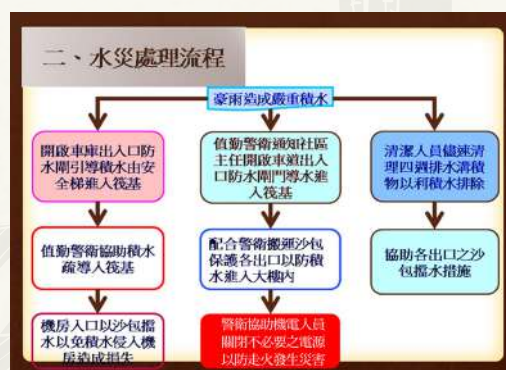 二、水災處理流程
豪雨造成嚴重積水
開啟車庫出入口防
水閘引導積水由安
全梯進入筏基
值勤警衛協助積水
疏導入筏基
機房入口以沙包擋
水以免積水侵入機
房造成損失
值勤警衛通知社區
主任開啟車道出入
口防水閘門導水進
入筏基
配合警衛搬運沙包
保護各出口以防積
水進入大樓內
警衛協助機電人員
關閉不必要之電源
以防走火發生災害
清潔人員儘速清
理四週排水溝積
物以利積水排除
協助各出口之沙
包擋水措施